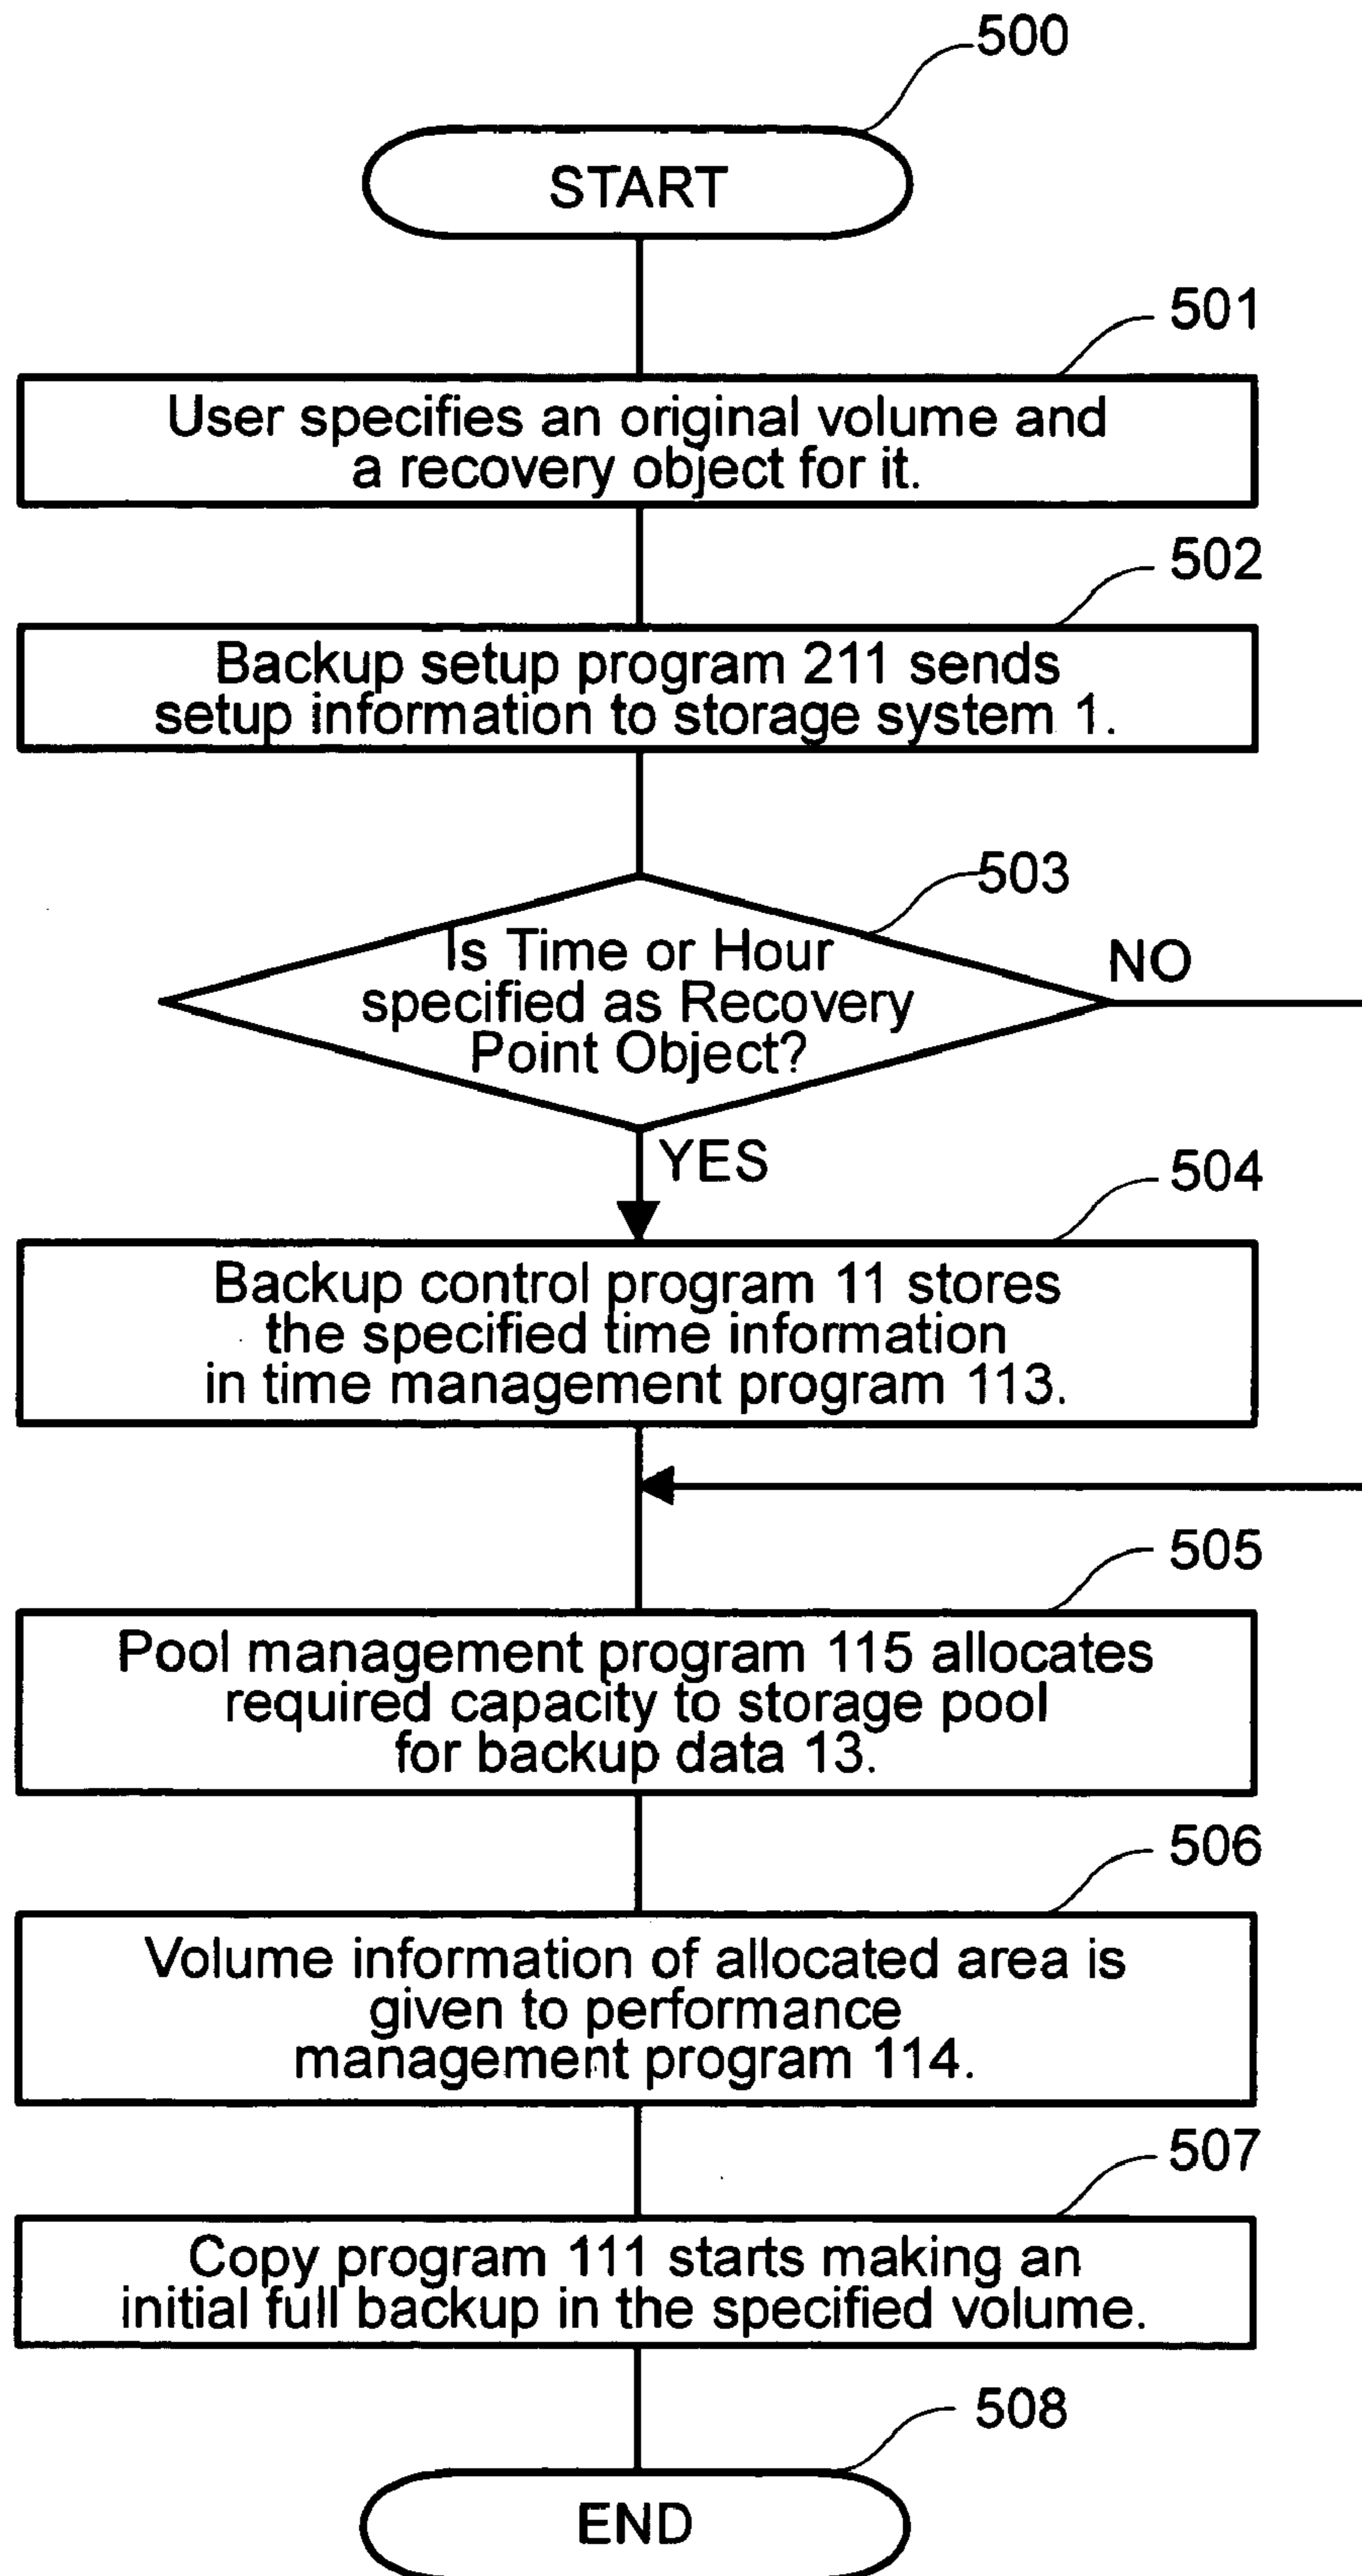 500
START
501
User specifies an original volume and
a recovery object for it.
502
Backup setup program 211 sends
setup information to storage system 1.
503
Is Time or Hour
specified as Recovery
Point Object?
NO
YES
504
Backup control program 11 stores
the specified time information
in time management program 113.
505
Pool management program 115 allocates
required capacity to storage pool
for backup data 13.
506
Volume information of allocated area is
given to performance
management program 114.
507
Copy program 111 starts making an
initial full backup in the specified volume.
508
END